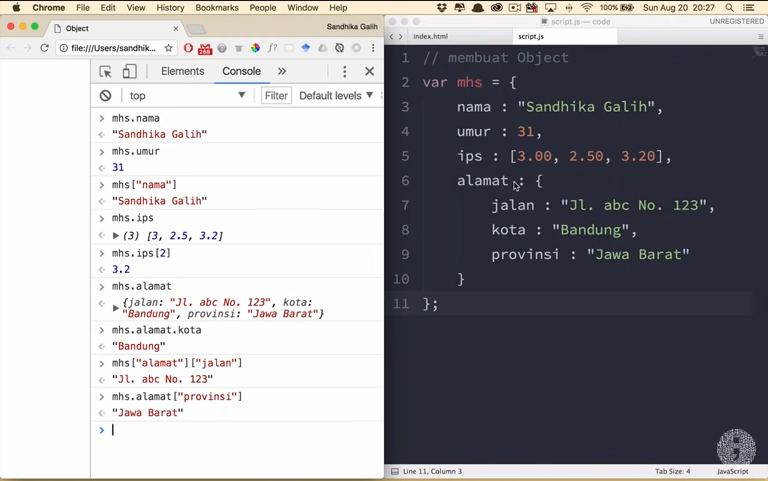 Chrome File Edit View History Bookmarks People Window Help 100% Sun Aug 20 20:27
Object
Sandhika Galih
file:///Users/sandhik...
288
f?
Elements Console »
top
Filter
Default levels ▼
mhs.nama
"Sandhika Galih"
mhs.umur
31
mhs["nama"]
"Sandhika Galih"
mhs.ips
(3) [3, 2.5, 3.2]
mhs.ips[2]
3.2
mhs.alamat
{jalan: "Jl. abc No. 123", kota:
"Bandung", provinsi: "Jawa Barat"}
mhs.alamat.kota
"Bandung"
mhs["alamat"]["jalan"]
"Jl. abc No. 123"
mhs.alamat["provinsi"]
"Jawa Barat"
script.js — code
UNREGISTERED
index.html
script.js
1 // membuat Object
2 var mhs = {
3 nama : "Sandhika Galih",
4 umur : 31,
5 ips : [3.00, 2.50, 3.20],
6 alamat : {
7 jalan : "Jl. abc No. 123",
8 kota : "Bandung",
9 provinsi : "Jawa Barat"
10 }
11 };
Line 11, Column 3
Tab Size: 4
JavaScript